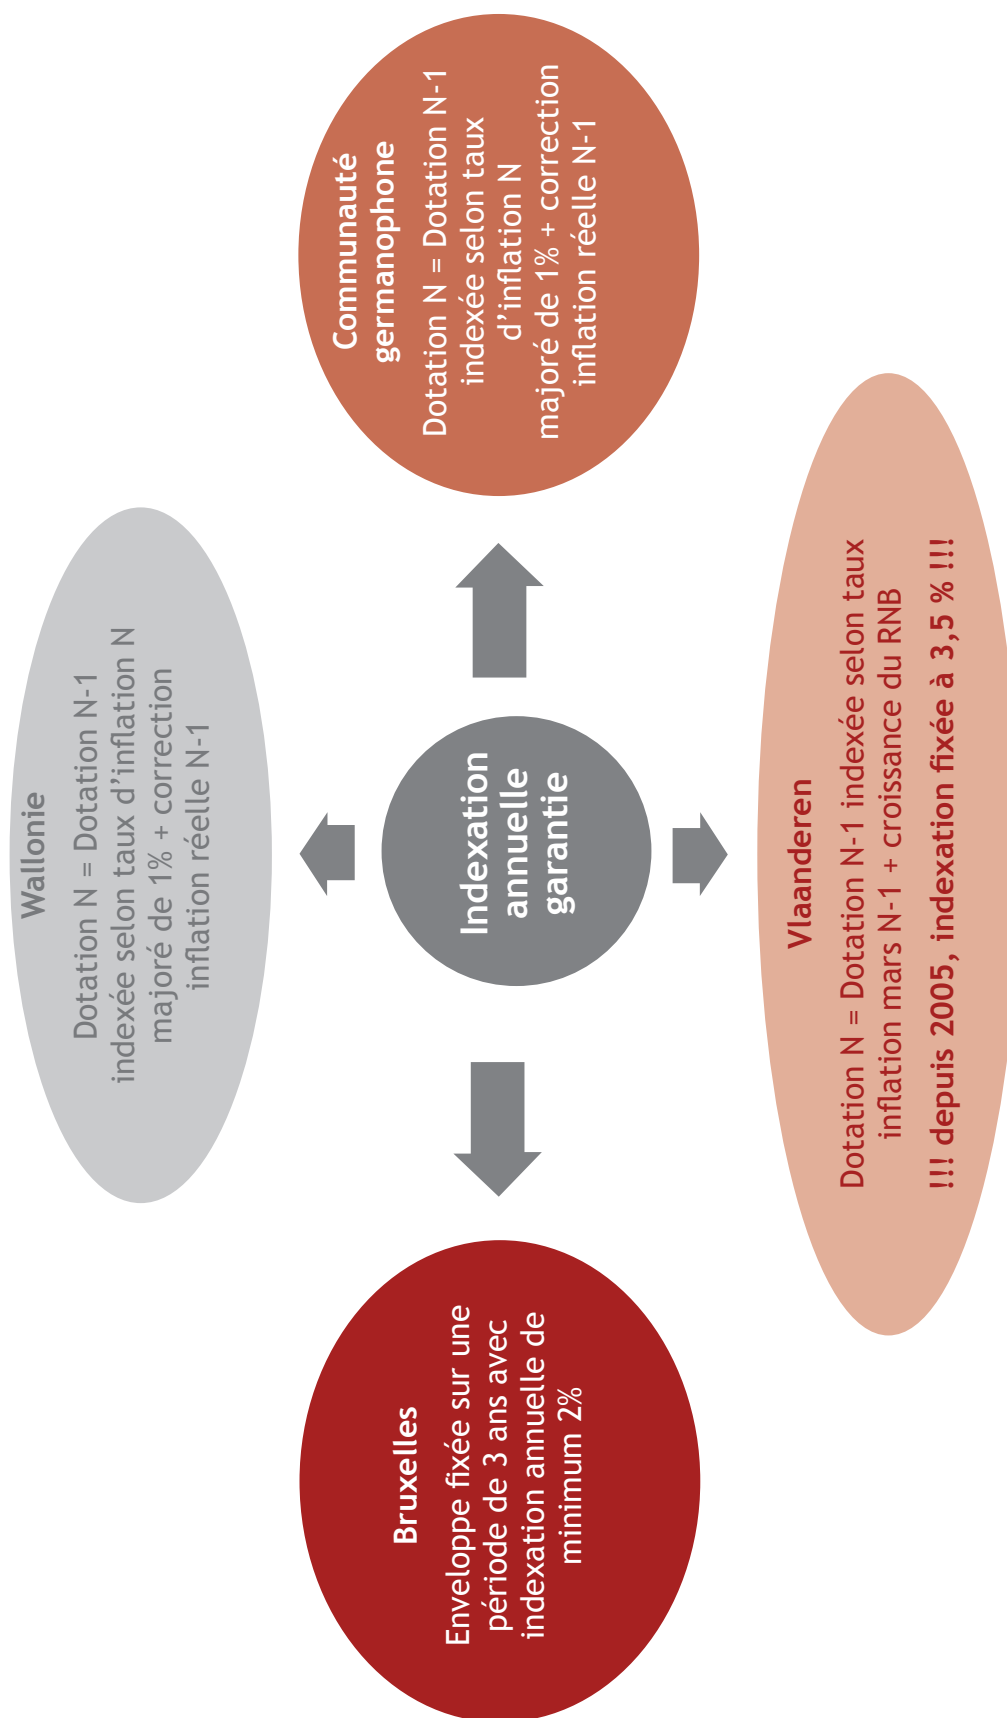 Wallonie
Dotation N = Dotation N-1
indexée selon taux d’inflation N
majoré de 1% + correction
inflation réelle N-1
Bruxelles
Enveloppe fixée sur une
période de 3 ans avec
indexation annuelle de
minimum 2%
Indexation
annuelle
garantie
Communauté
germanophone
Dotation N = Dotation N-1
indexée selon taux
d’inflation N
majoré de 1% + correction
inflation réelle N-1
Vlaanderen
Dotation N = Dotation N-1 indexée selon taux
inflation mars N-1 + croissance du RNB
!!! depuis 2005, indexation fixée à 3,5 % !!!